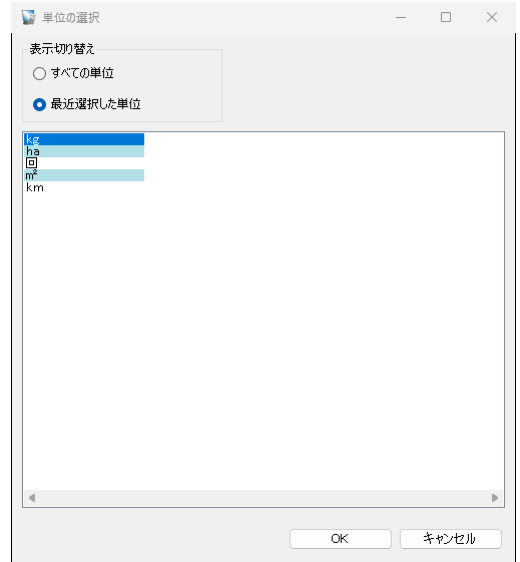 単位の選択
表示切り替え
すべての単位
最近選択した単位
kg
ha
回
m²
km
OK
キャンセル